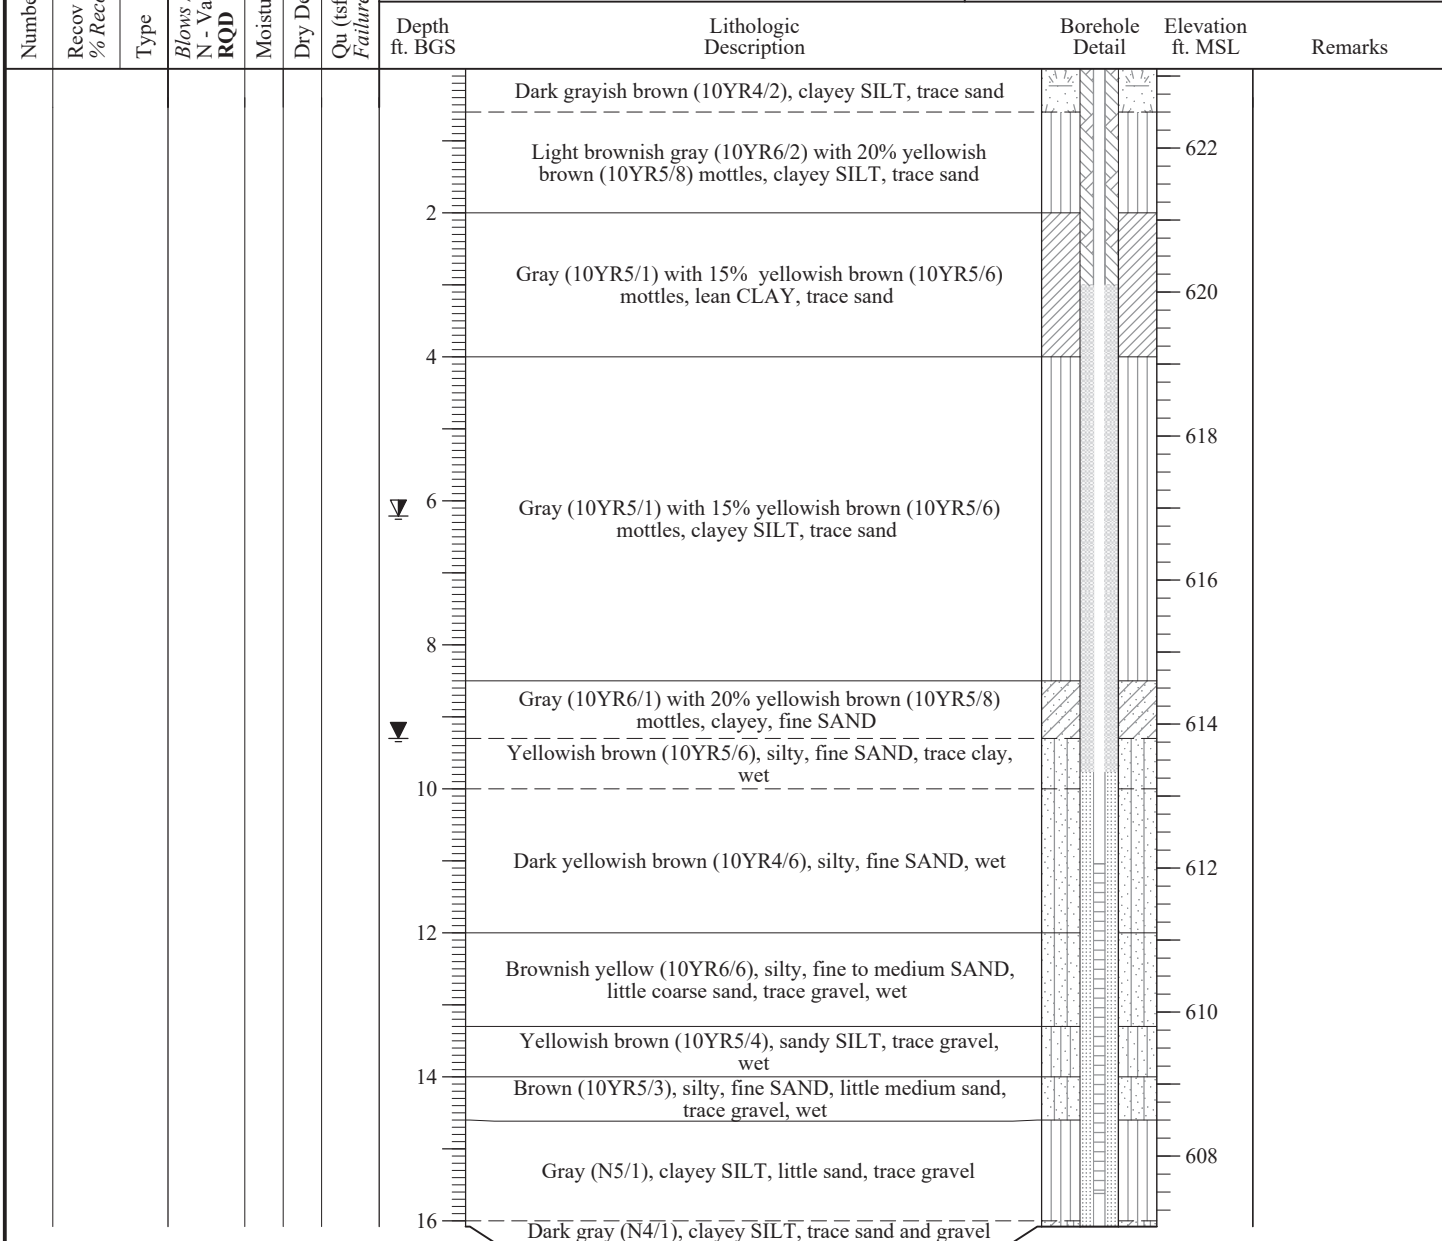 Recov
% Reco
Type
Blows
N - Va
RQD
Qu (tsf
Failure
Depth
ft. BGS
Lithologic
Description
Borehole
Detail
Elevation
ft. MSL
Remarks
Dark grayish brown (10YR4/2), clayey SILT, trace sand
Light brownish gray (10YR6/2) with 20% yellowish
brown (10YR5/8) mottles, clayey SILT, trace sand
622
2
Gray (10YR5/1) with 15% yellowish brown (10YR5/6)
mottles, lean CLAY, trace sand
620
4
618
6
Gray (10YR5/1) with 15% yellowish brown (10YR5/6)
mottles, clayey SILT, trace sand
616
8
Gray (10YR6/1) with 20% yellowish brown (10YR5/8)
mottles, clayey, fine SAND
614
Yellowish brown (10YR5/6), silty, fine SAND, trace clay,
wet
10
Dark yellowish brown (10YR4/6), silty, fine SAND, wet
612
12
Brownish yellow (10YR6/6), silty, fine to medium SAND,
little coarse sand, trace gravel, wet
610
Yellowish brown (10YR5/4), sandy SILT, trace gravel,
wet
14
Brown (10YR5/3), silty, fine SAND, little medium sand,
trace gravel, wet
608
Gray (N5/1), clayey SILT, little sand, trace gravel
16
Dark gray (N4/1), clayey SILT, trace sand and gravel